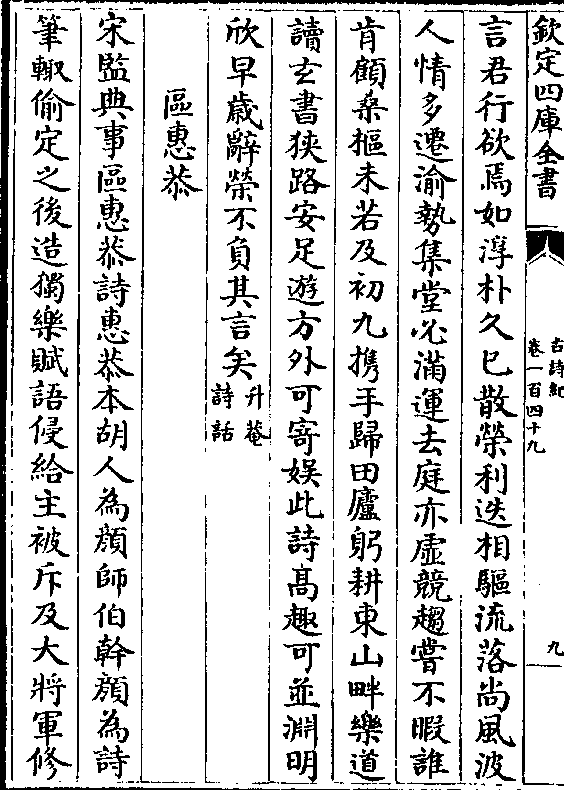 欽定四庫全書
古詩紀
卷一百四十九
九
言君行欲焉如淳朴久已散榮利迭相驅流落尚風波
人情多遷渝勢集堂必滿運去庭亦虛競趨嘗不暇誰
肯顧桑樞未若及初九携手歸田廬躬耕東山畔樂道
讀玄書狹路安足遊方外可寄娱此詩髙趣可並淵明
欣早歳辭榮不負其言矣升菴
詩話
區惠恭
宋監典事區惠恭詩惠恭本胡人為顔師伯幹顔為詩
筆輙偷定之後造獨樂賦語侵給主被斥及大將軍修